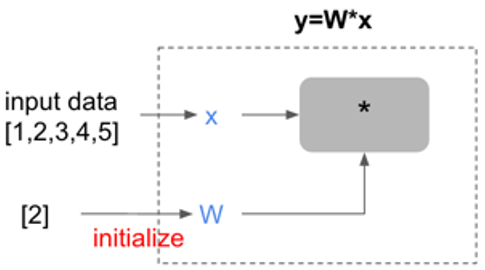 y=W*x
input data
[1,2,3,4,5]
x
*
[2]
W
initialize